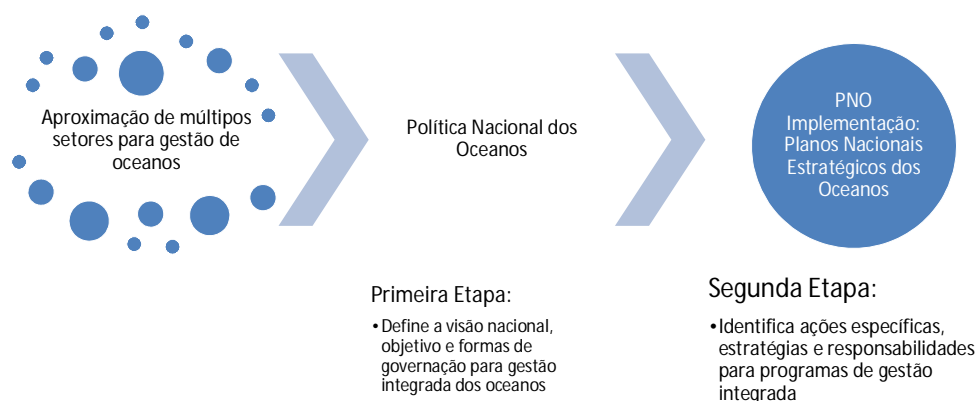 Aproximação de múltipos
setores para gestão de
oceanos
Política Nacional dos
Oceanos
PNO
Implementação:
Planos Nacionais
Estratégicos dos
Oceanos
Primeira Etapa:
•Define a visão nacional,
objetivo e formas de
governação para gestão
integrada dos oceanos
Segunda Etapa:
•Identifica ações específicas,
estratégias e responsabilidades
para programas de gestão
integrada